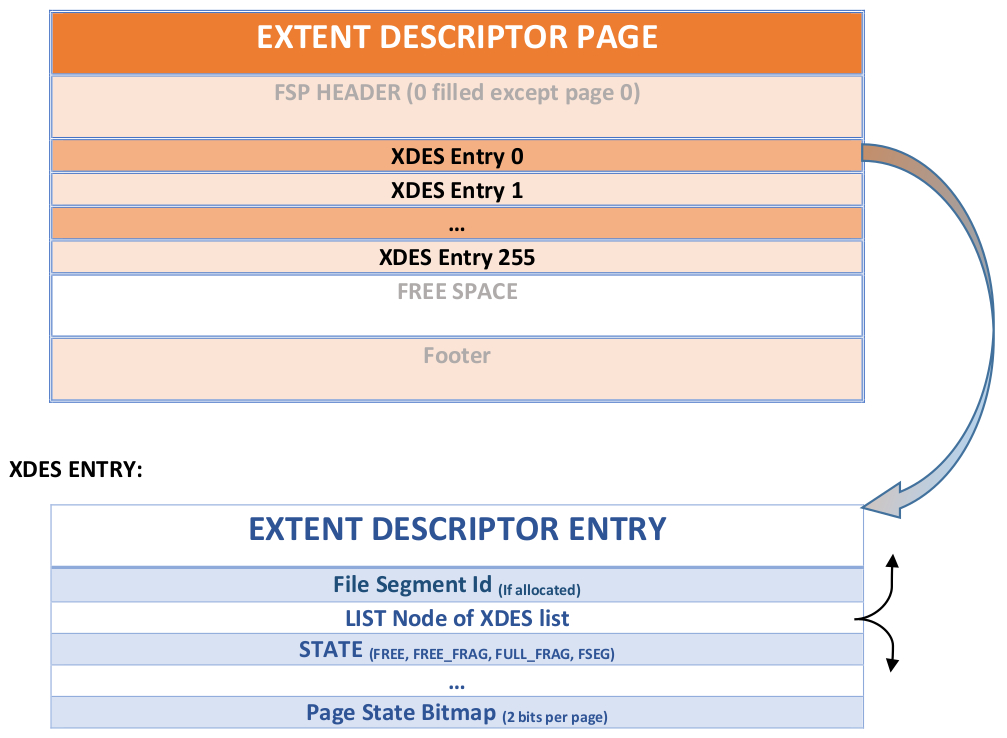 EXTENT DESCRIPTOR PAGE
FSP HEADER (0 filled except page 0)
XDES Entry 0
XDES Entry 1
...
XDES Entry 255
FREE SPACE
Footer
XDES ENTRY:
EXTENT DESCRIPTOR ENTRY
File Segment Id (If allocated)
LIST Node of XDES list
STATE (FREE, FREE_FRAG, FULL_FRAG, FSEG)
...
Page State Bitmap (2 bits per page)